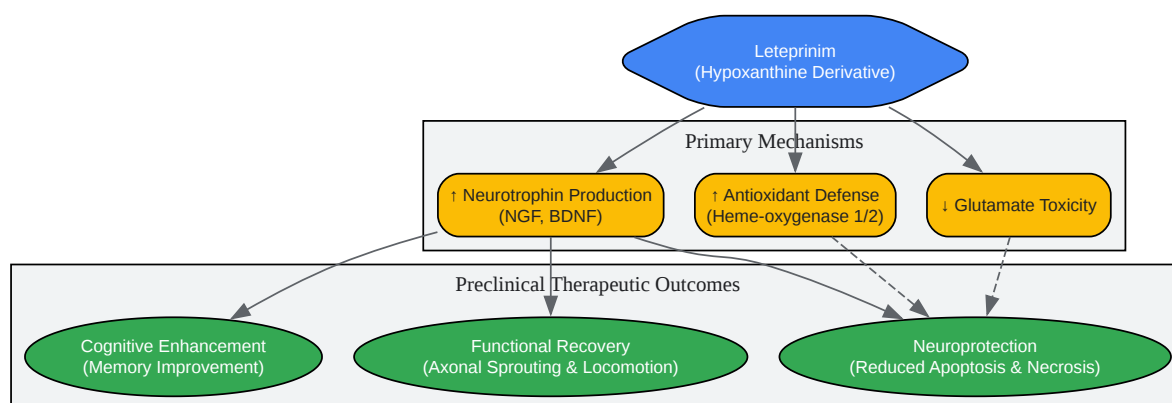 Leteprinim
(Hypoxanthine Derivative)
Primary Mechanisms
↑ Neurotrophin Production
(NGF, BDNF)
↑ Antioxidant Defense
(Heme-oxygenase 1/2)
↓ Glutamate Toxicity
Preclinical Therapeutic Outcomes
Cognitive Enhancement
(Memory Improvement)
Functional Recovery
(Axonal Sprouting & Locomotion)
Neuroprotection
(Reduced Apoptosis & Necrosis)